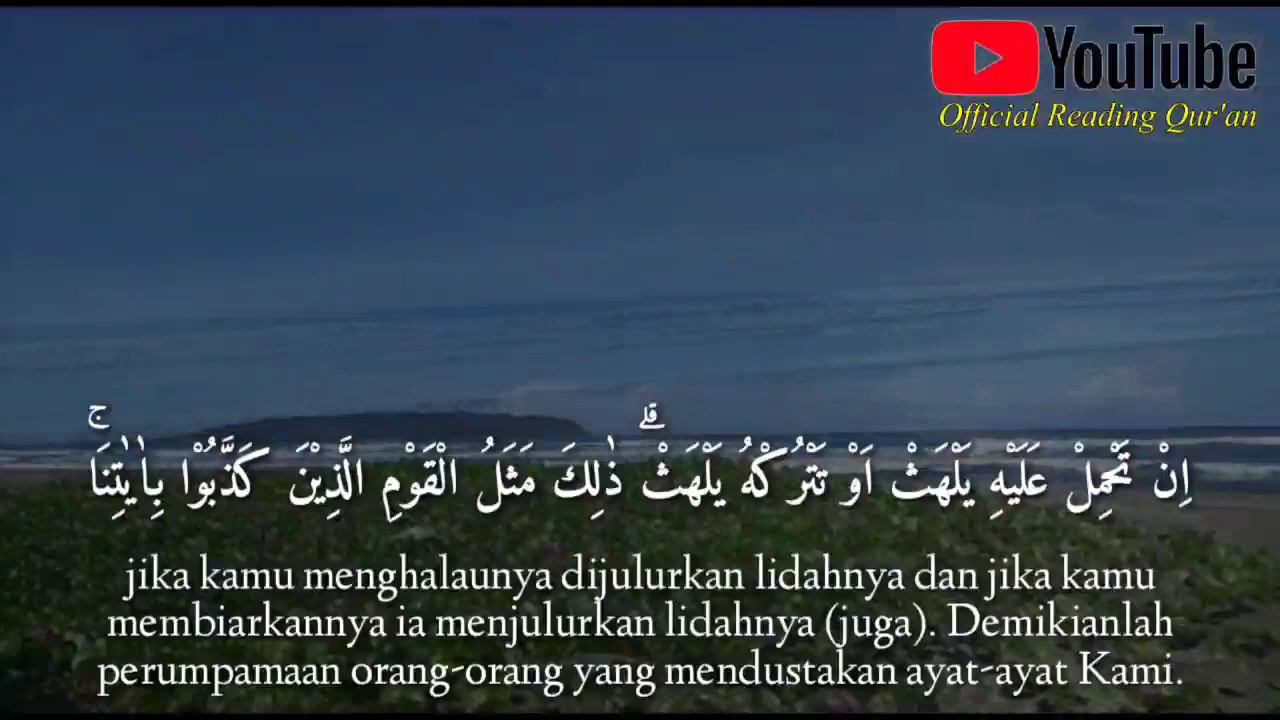 YouTube
Official Reading Qur'an
اِنْ تَحْمِلْ عَلَيْهِ يَلْهَثْ اَوْ تَتْرُكْهُ يَلْهَثْۗ ذٰلِكَ مَثَلُ الْقَوْمِ الَّذِيْنَ كَذَّبُوْا بِاٰيٰتِنَاۚ
jika kamu menghalaunya dijulurkan lidahnya dan jika kamu
membiarkannya ia menjulurkan lidahnya (juga). Demikianlah
perumpamaan orang-orang yang mendustakan ayat-ayat Kami.